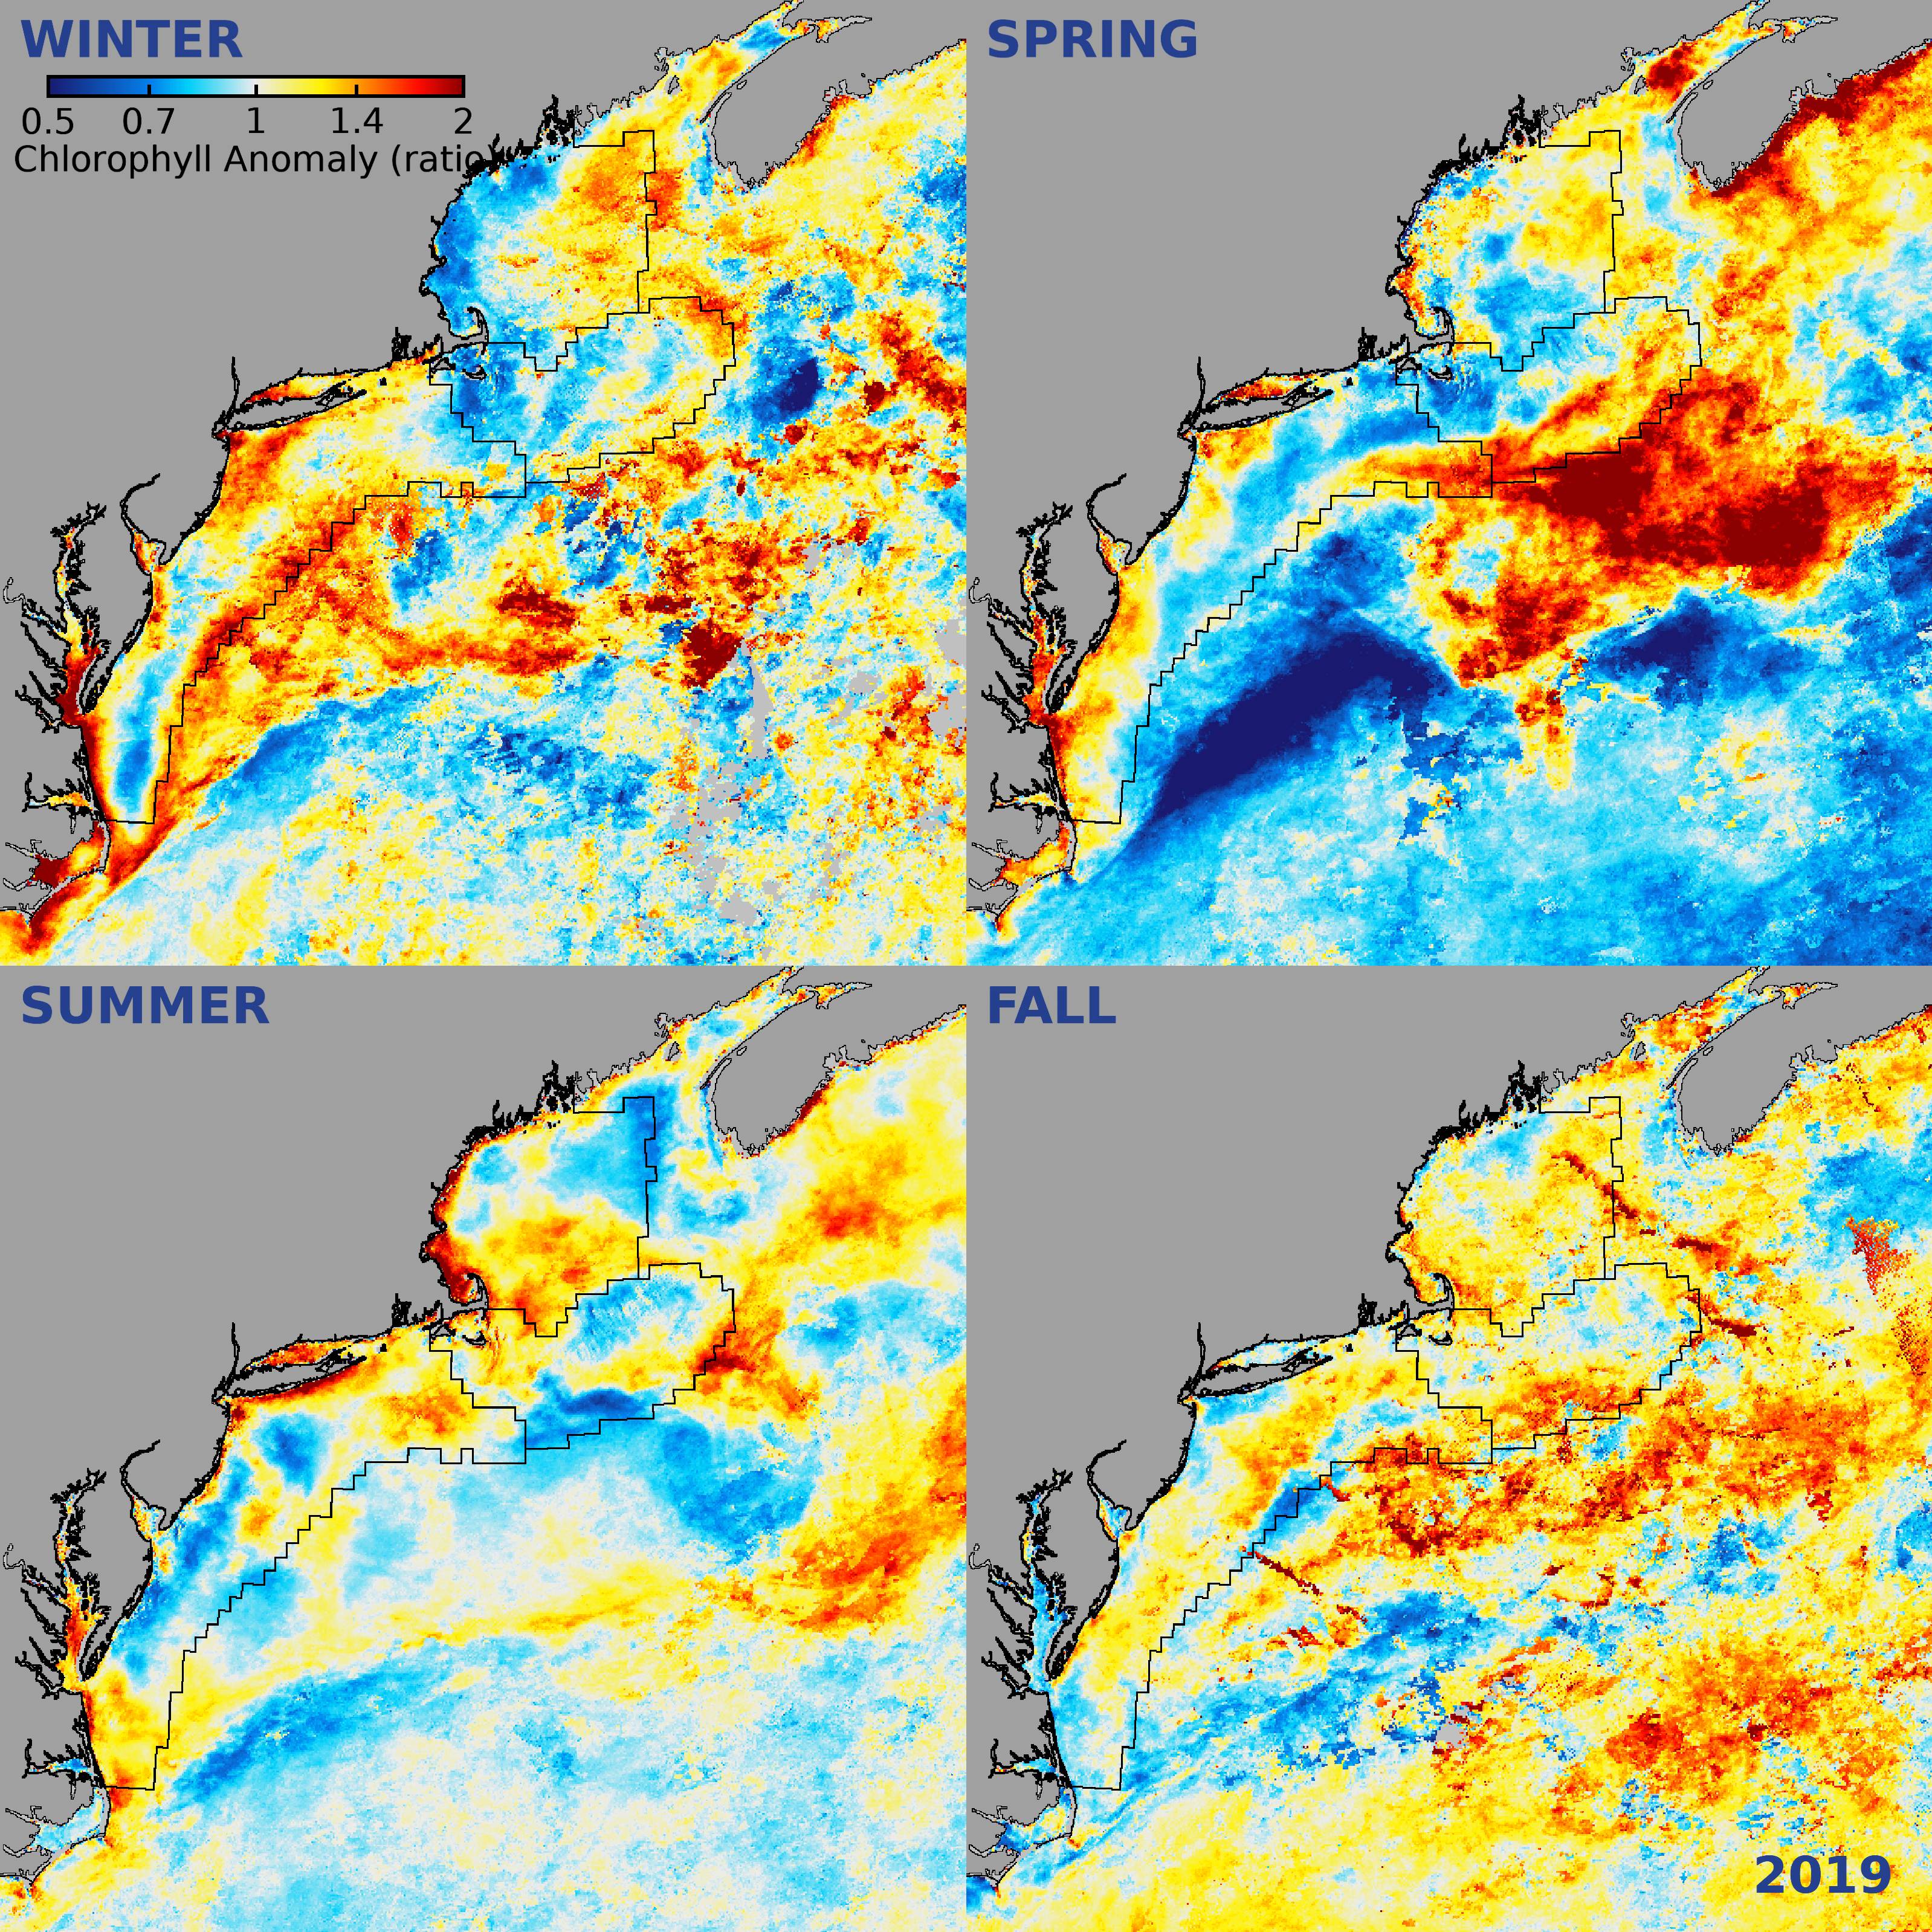 WINTER
0.5 0.7 1 1.4 2
Chlorophyll Anomaly (ratio)
SPRING
SUMMER
FALL
2019